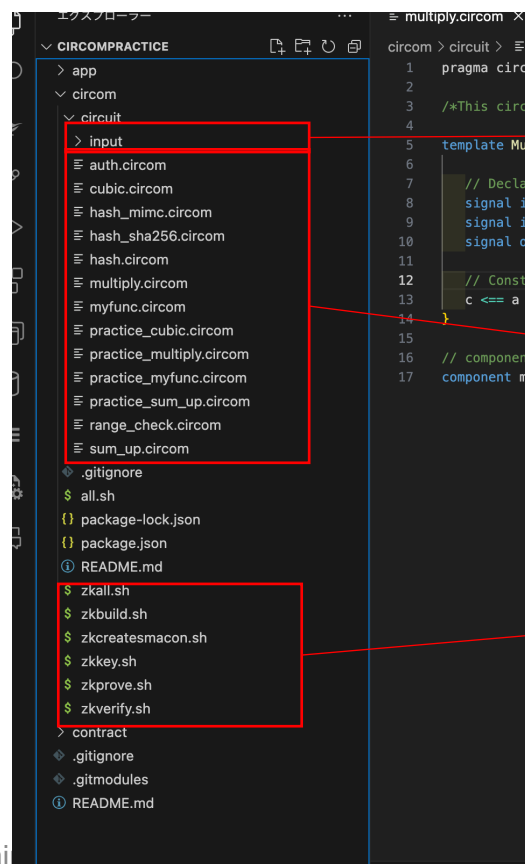 エクスプローラー ...
CIRCOMPRACTICE
app
circom
circuit
input
auth.circom
cubic.circom
hash_mimc.circom
hash_sha256.circom
hash.circom
multiply.circom
myfunc.circom
practice_cubic.circom
practice_multiply.circom
practice_myfunc.circom
practice_sum_up.circom
range_check.circom
sum_up.circom
.gitignore
$ all.sh
{} package-lock.json
{} package.json
README.md
$ zkall.sh
$ zkbuild.sh
$ zkcreatesmacon.sh
$ zkkey.sh
$ zkprove.sh
$ zkverify.sh
contract
.gitignore
.gitmodules
README.md
multiply.circom
circom > circuit >
1 pragma circ
2
3 /*This circ
4
5 template Mu
6
7 // Decla
8 signal i
9 signal i
10 signal o
11
12 // Const
13 c <== a
14 }
15
16 // componen
17 component m